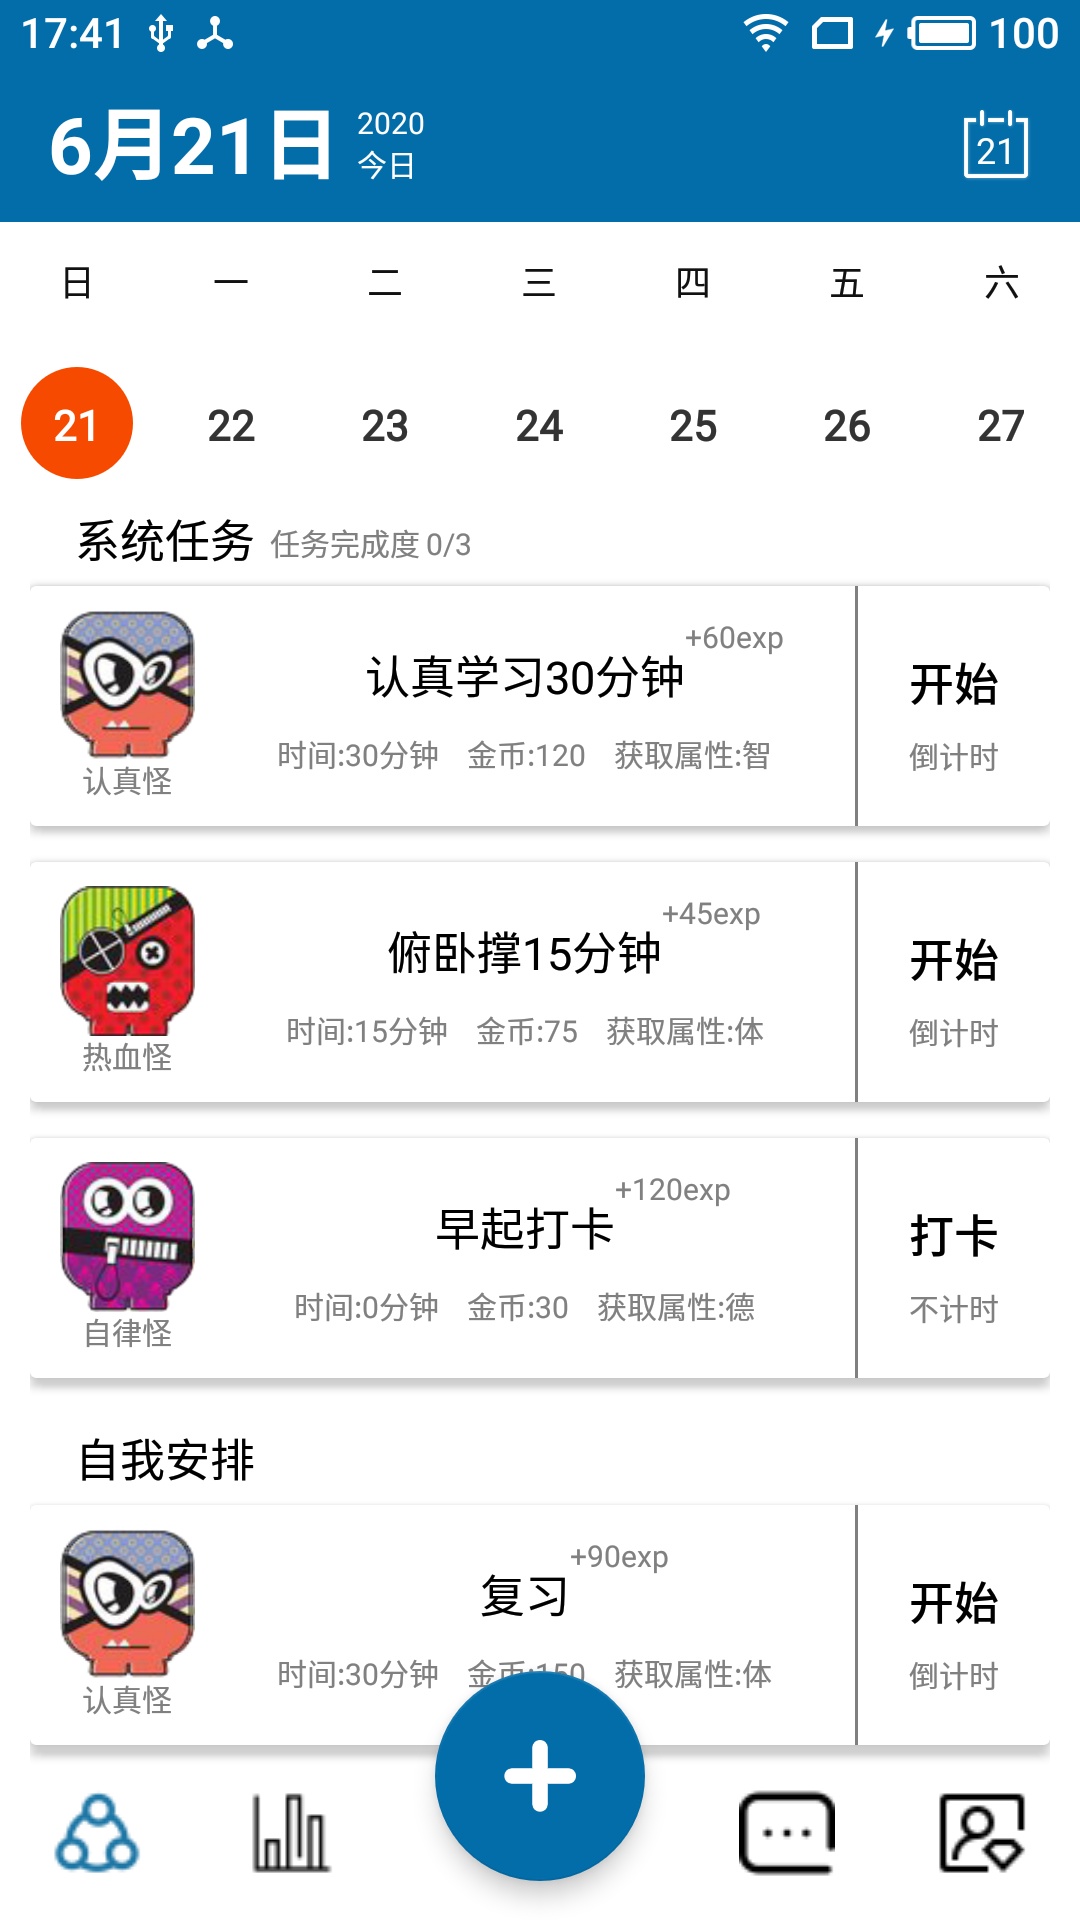 17:41 100
6月21日 2020
今日
21
日 一 二 三 四 五 六
21 22 23 24 25 26 27
系统任务 任务完成度 0/3
+60exp
认真学习30分钟
开始
时间:30分钟 金币:120 获取属性:智
倒计时
认真怪
+45exp
俯卧撑15分钟
开始
时间:15分钟 金币:75 获取属性:体
倒计时
热血怪
+120exp
早起打卡
打卡
时间:0分钟 金币:30 获取属性:德
不计时
自律怪
自我安排
+90exp
复习
开始
时间:30分钟 金币:150 获取属性:体
倒计时
认真怪